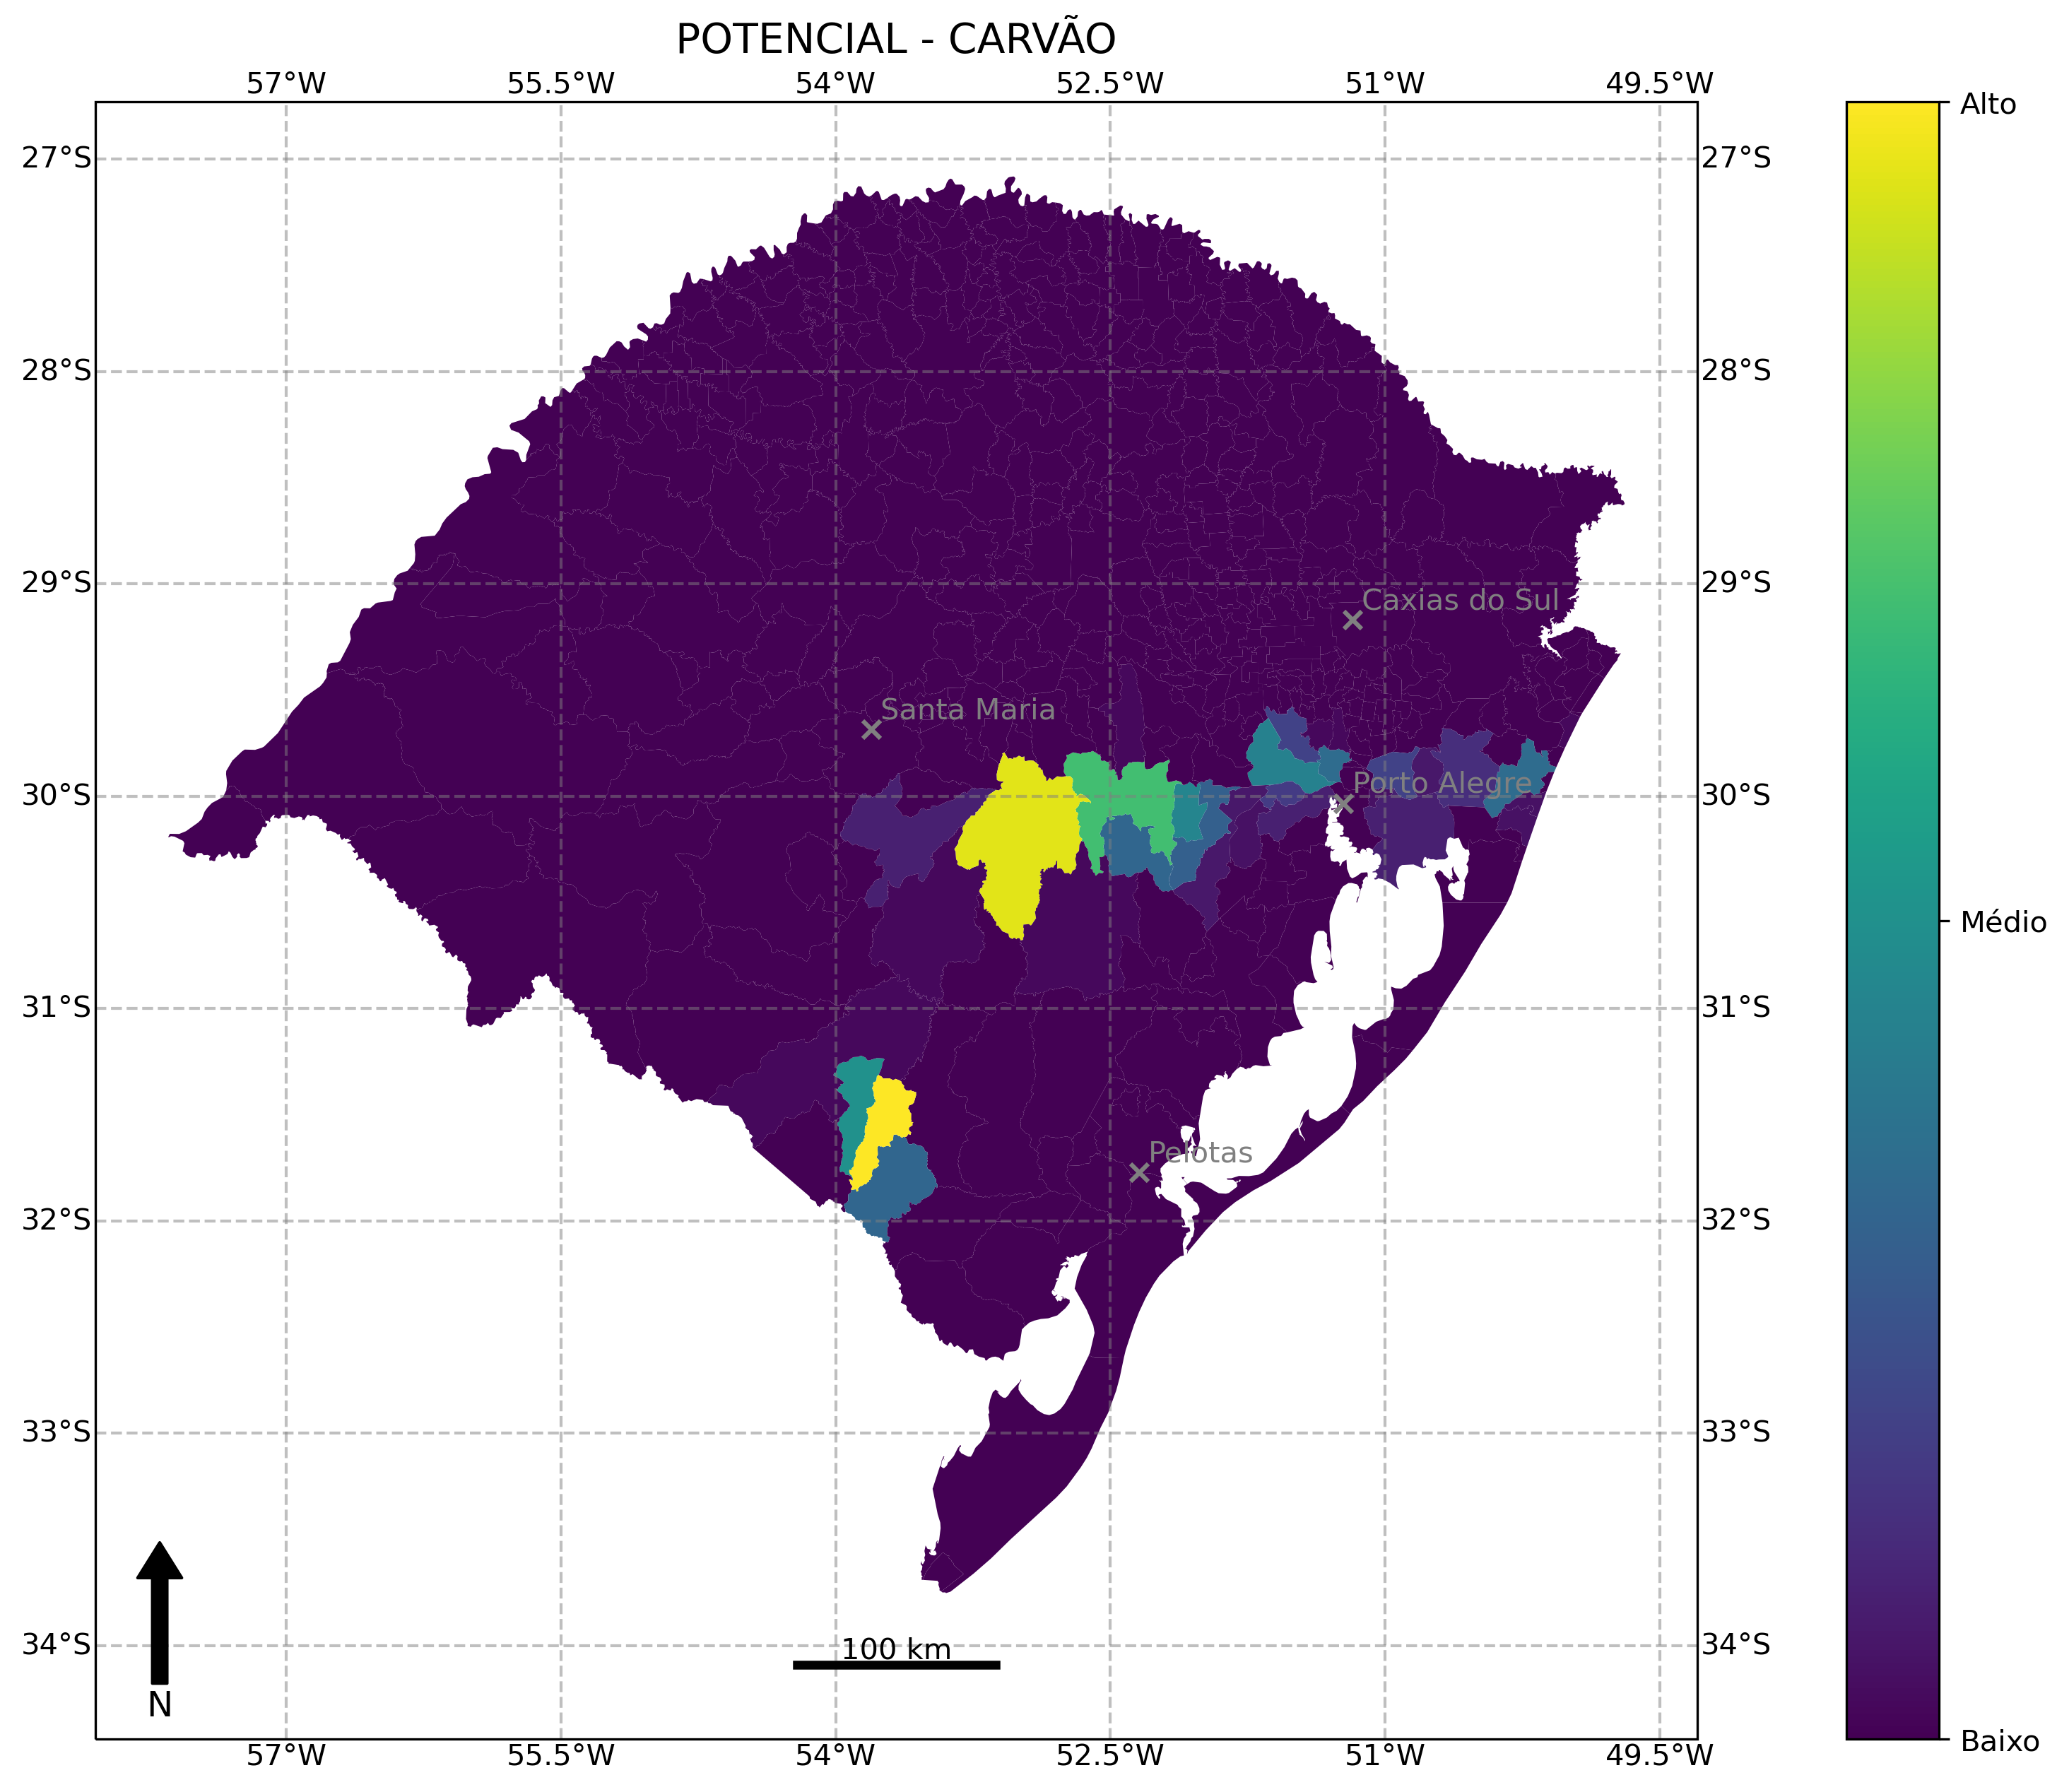 POTENCIAL - CARVÃO
57°W 55.5°W 54°W 52.5°W 51°W 49.5°W
Alto
27°S 27°S
28°S 28°S
29°S 29°S
Caxias do Sul
Santa Maria
Porto Alegre
30°S 30°S
Médio
31°S 31°S
Pelotas
32°S 32°S
33°S 33°S
34°S 34°S
100 km
N
Baixo
57°W 55.5°W 54°W 52.5°W 51°W 49.5°W